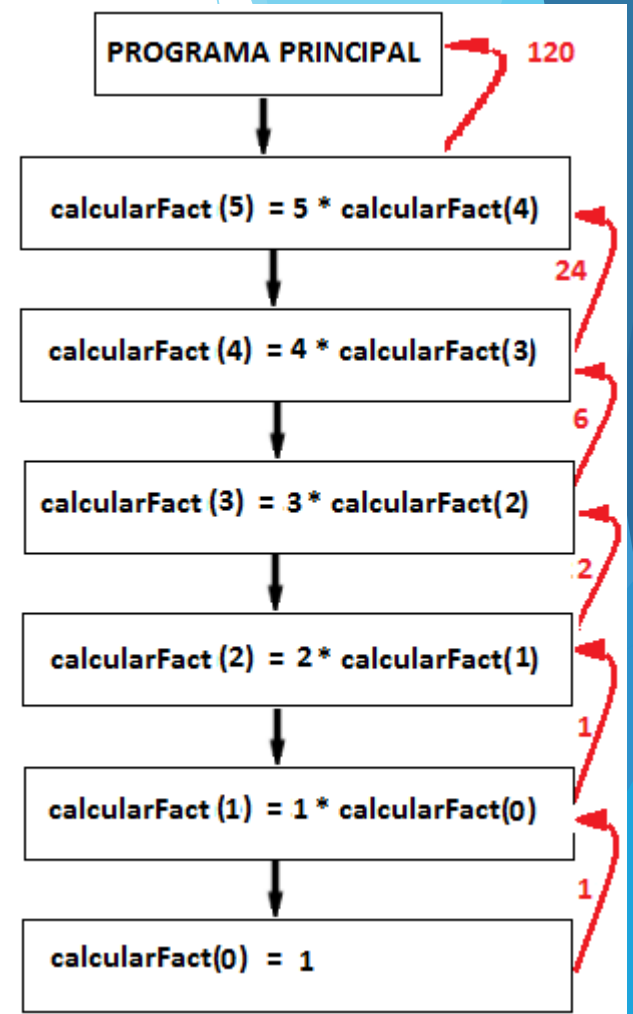 PROGRAMA PRINCIPAL
120
calcularFact (5) = 5 * calcularFact(4)
24
calcularFact (4) = 4 * calcularFact(3)
6
calcularFact (3) = 3 * calcularFact(2)
2
calcularFact (2) = 2 * calcularFact(1)
1
calcularFact (1) = 1 * calcularFact(0)
1
calcularFact(0) = 1